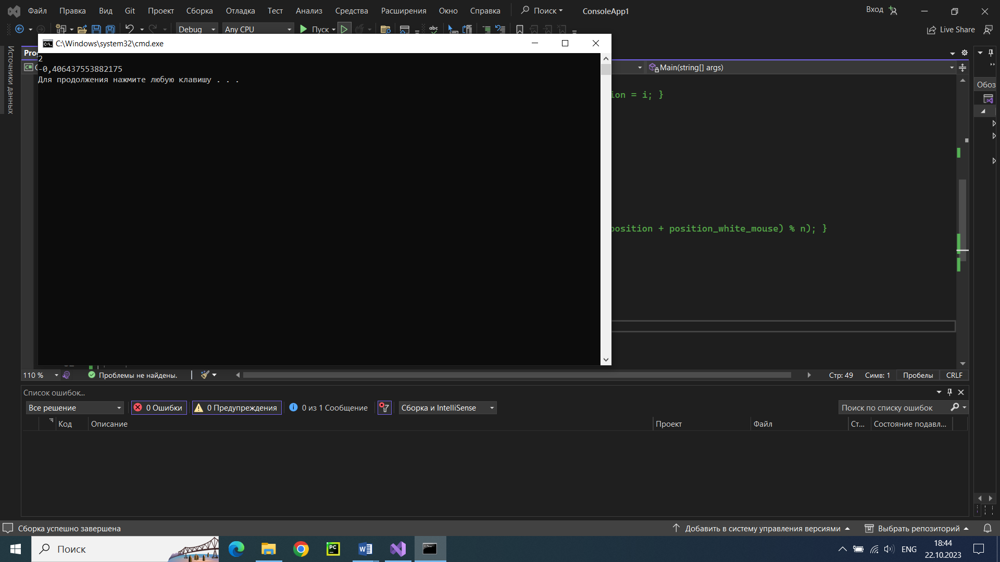 Файл Правка Вид Git Проект Сборка Отладка Тест Анализ Средства Расширения Окно Справка Поиск ConsoleApp1 Вход
Debug Any CPU Пуск abc Live Share
C:\Windows\system32\cmd.exe
2
-0,406437553882175
Для продолжения нажмите любую клавишу . . .
Источники данных
Prog
C#
Main(string[] args)
Обоз
ion = i; }
position + position_white_mouse) % n); }
110 % Проблемы не найдены. Стр: 49 Симв: 1 Пробелы CRLF
Список ошибок...
Все решение 0 Ошибки 0 Предупреждения 0 из 1 Сообщение Сборка и IntelliSense Поиск по списку ошибок
Код Описание Проект Файл Ст... Состояние подавл...
Сборка успешно завершена Добавить в систему управления версиями Выбрать репозиторий
Поиск PC ENG 18:44
22.10.2023